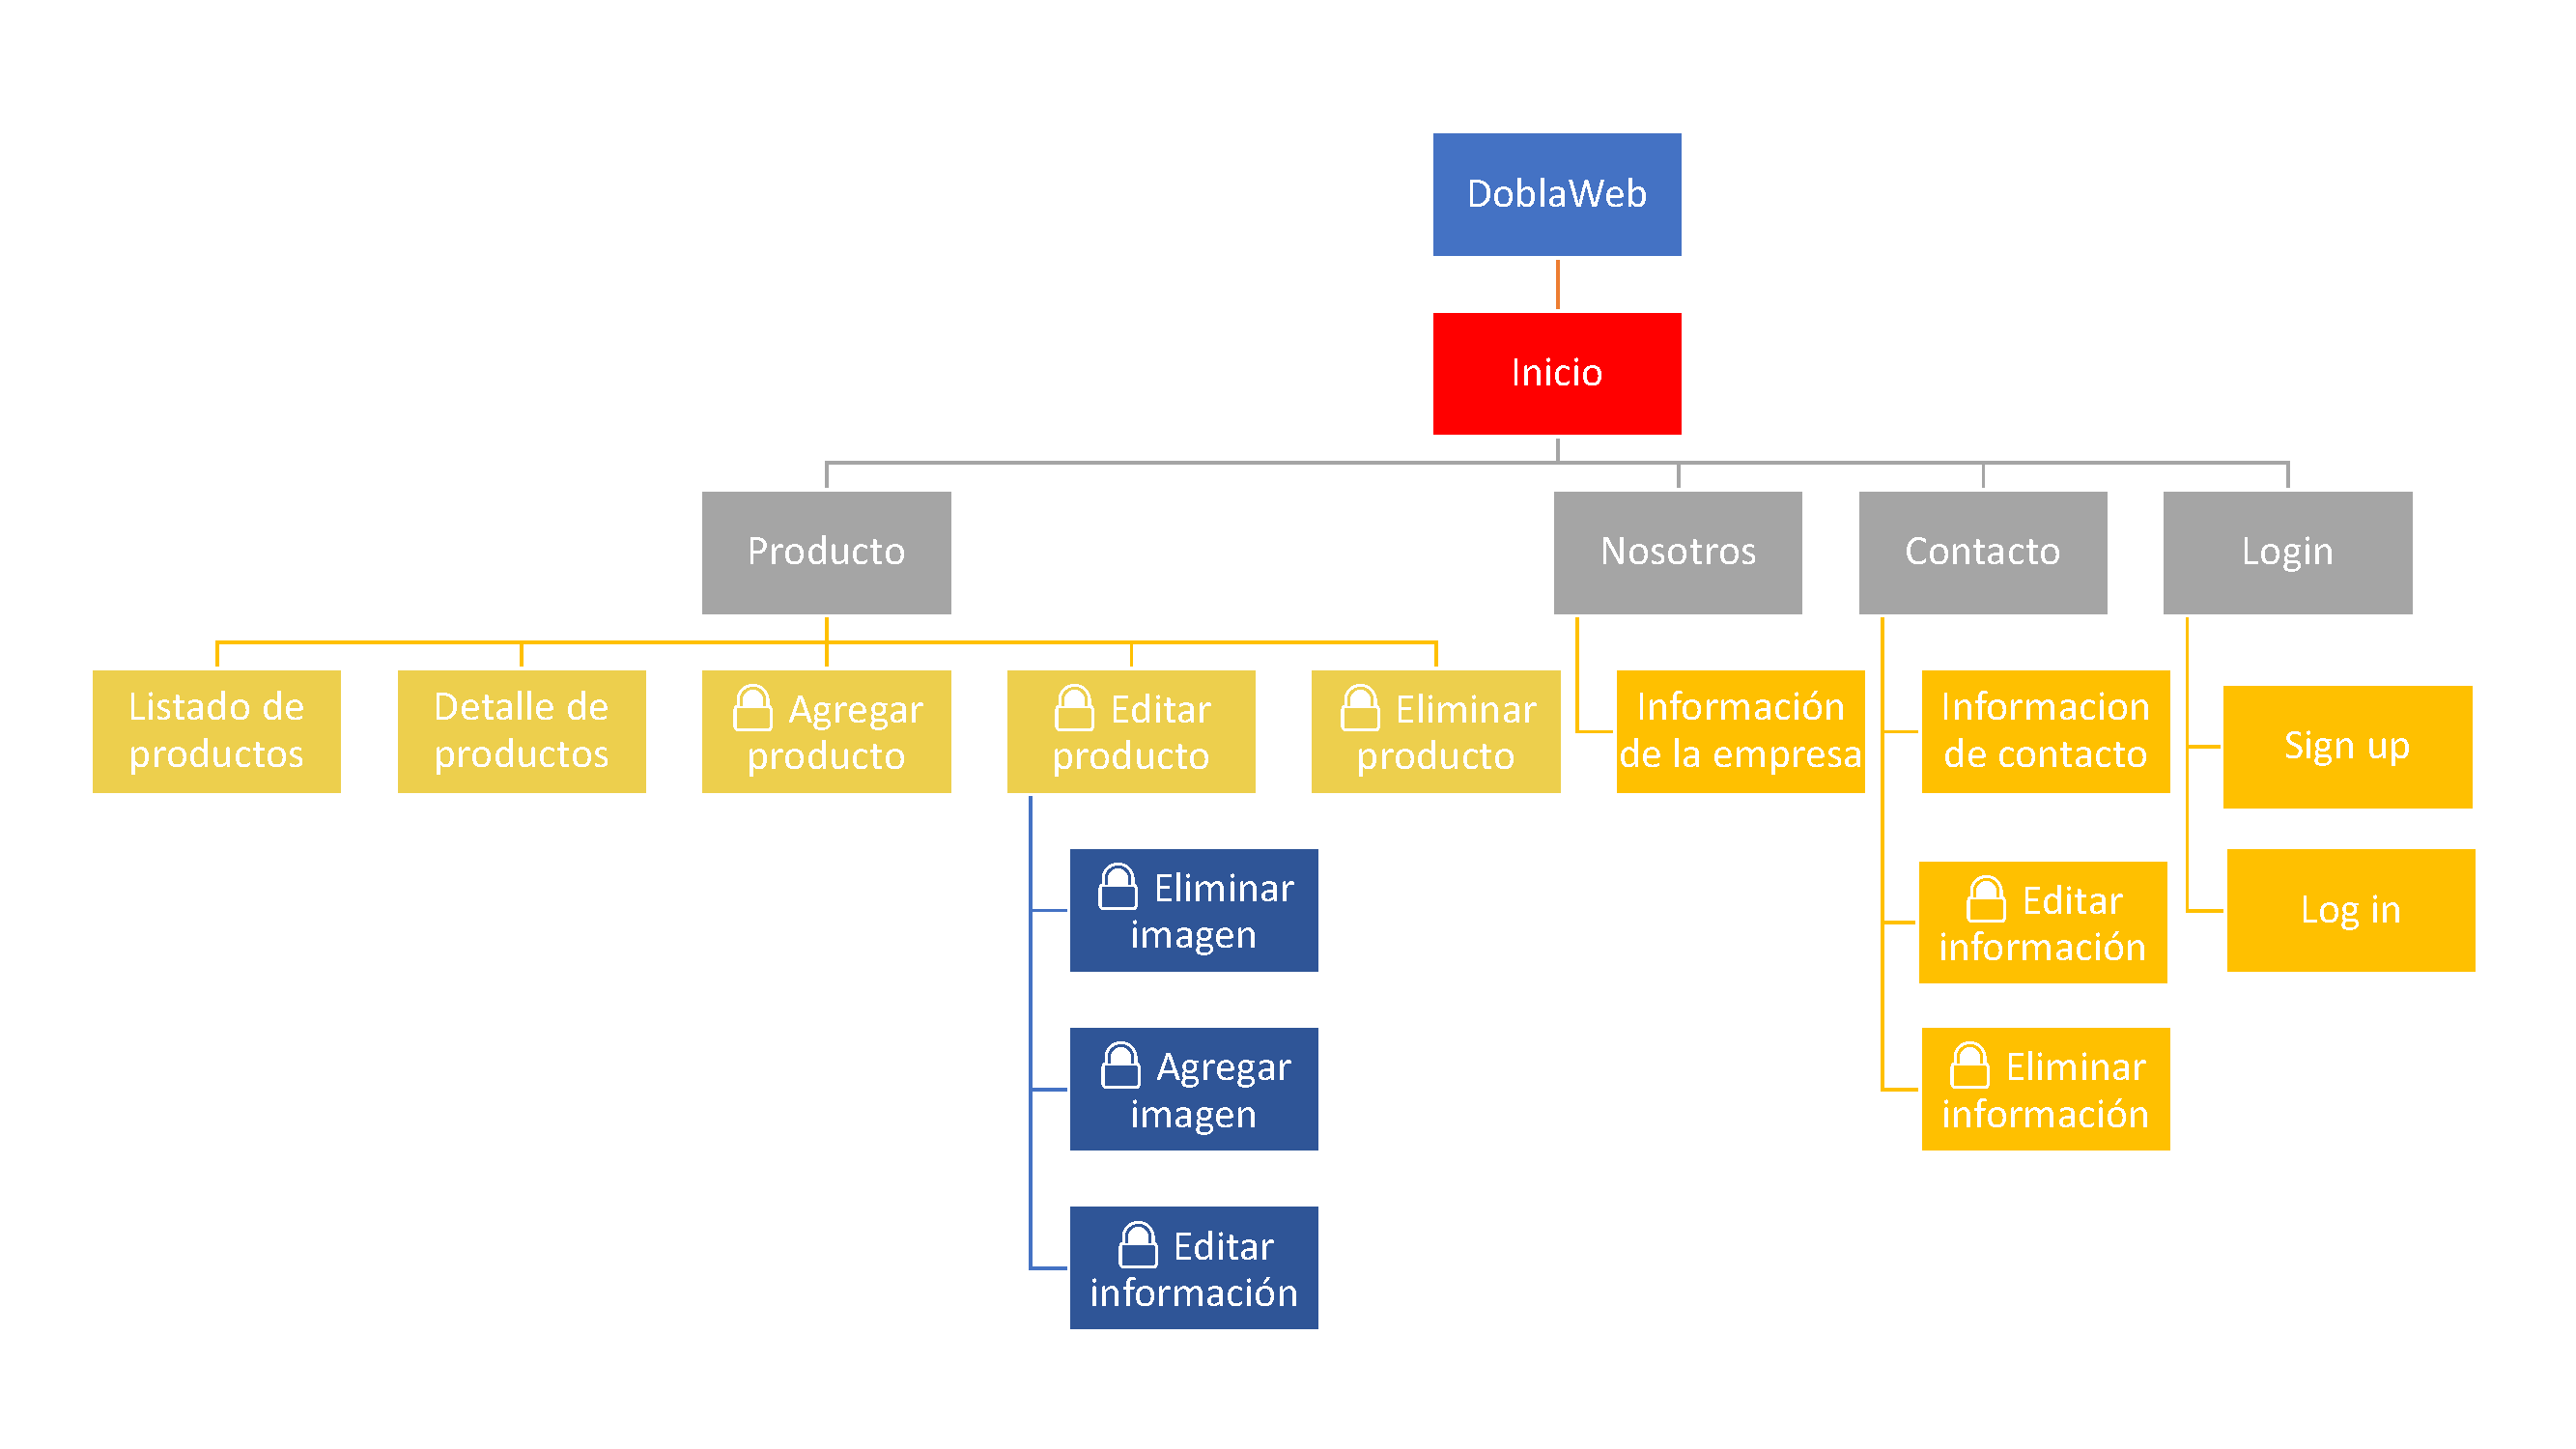 DoblaWeb
Inicio
Producto
Nosotros
Contacto
Login
Listado de
productos
Detalle de
productos
Agregar
producto
Editar
producto
Eliminar
producto
Información
de la empresa
Informacion
de contacto
Sign up
Eliminar
imagen
Editar
información
Log in
Agregar
imagen
Eliminar
información
Editar
información